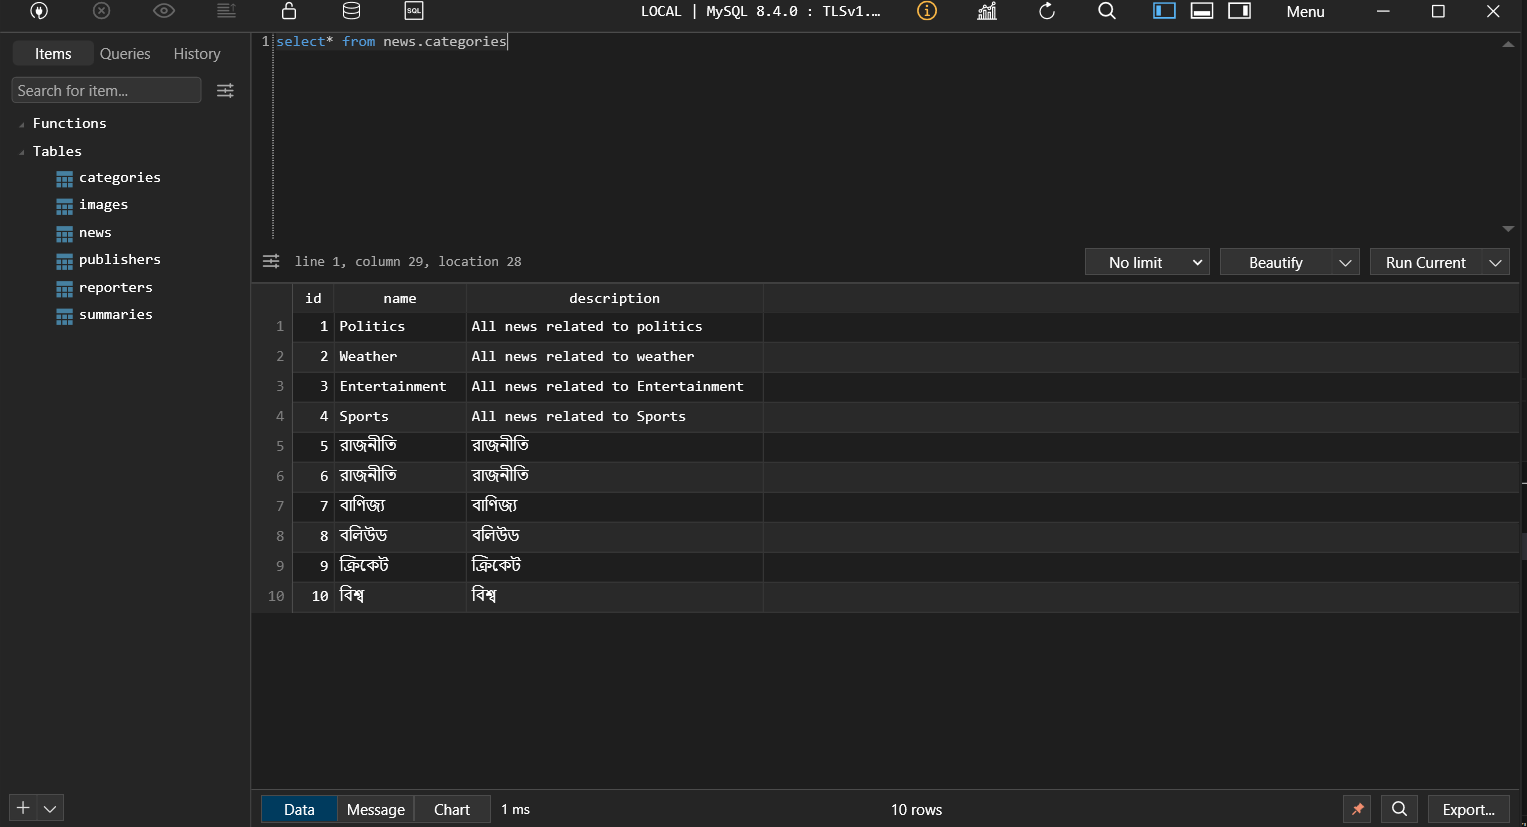 SQL
LOCAL | MySQL 8.4.0 : TLSv1....
Menu
Items Queries History
Search for item...
Functions
Tables
categories
images
news
publishers
reporters
summaries
1 select* from news.categories
line 1, column 29, location 28
No limit Beautify Run Current
id name description
1 1 Politics All news related to politics
2 2 Weather All news related to weather
3 3 Entertainment All news related to Entertainment
4 4 Sports All news related to Sports
5 5 রাজনীতি রাজনীতি
6 6 রাজনীতি রাজনীতি
7 7 বাণিজ্য বাণিজ্য
8 8 বলিউড বলিউড
9 9 ক্রিকেট ক্রিকেট
10 10 বিশ্ব বিশ্ব
Data Message Chart 1 ms 10 rows Export...